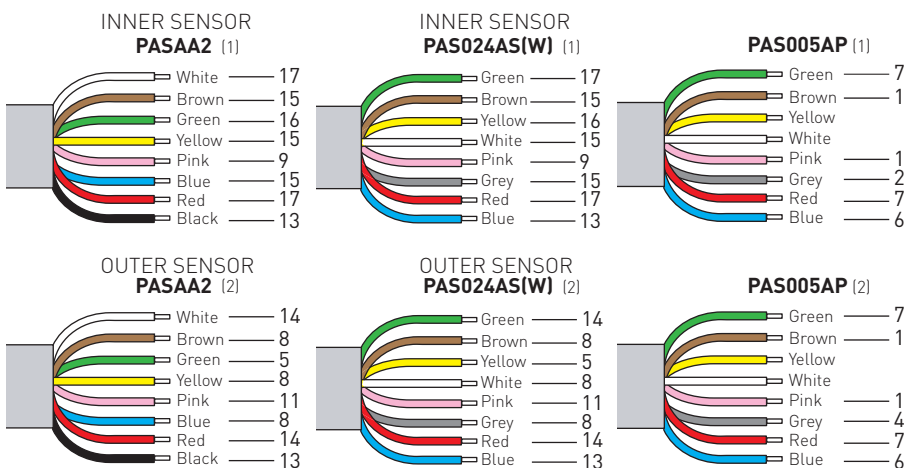 INNER SENSOR
PASAA2 (1)
White 17
Brown 15
Green 16
Yellow 15
Pink 9
Blue 15
Red 17
Black 13
INNER SENSOR
PAS024AS(W) (1)
Green 17
Brown 15
Yellow 16
White 15
Pink 9
Grey 15
Red 17
Blue 13
PAS005AP (1)
Green 7
Brown 1
Yellow
White
Pink 1
Grey 2
Red 7
Blue 6
OUTER SENSOR
PASAA2 (2)
White 14
Brown 8
Green 5
Yellow 8
Pink 11
Blue 8
Red 14
Black 13
OUTER SENSOR
PAS024AS(W) (2)
Green 14
Brown 8
Yellow 5
White 8
Pink 11
Grey 8
Red 14
Blue 13
PAS005AP (2)
Green 7
Brown 1
Yellow
White
Pink 1
Grey 4
Red 7
Blue 6